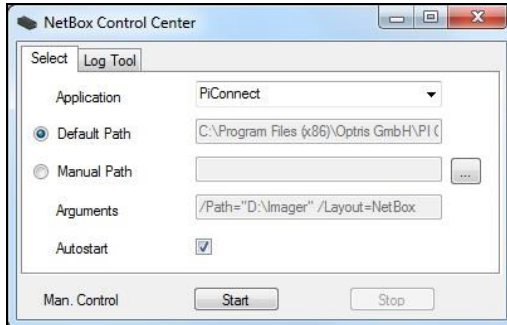 NetBox Control Center
Select Log Tool
Application PiConnect
Default Path C:\Program Files (x86)\Optris GmbH\PI C
Manual Path ...
Arguments /Path="D:\Imager" /Layout=NetBox
Autostart
Man. Control Start Stop